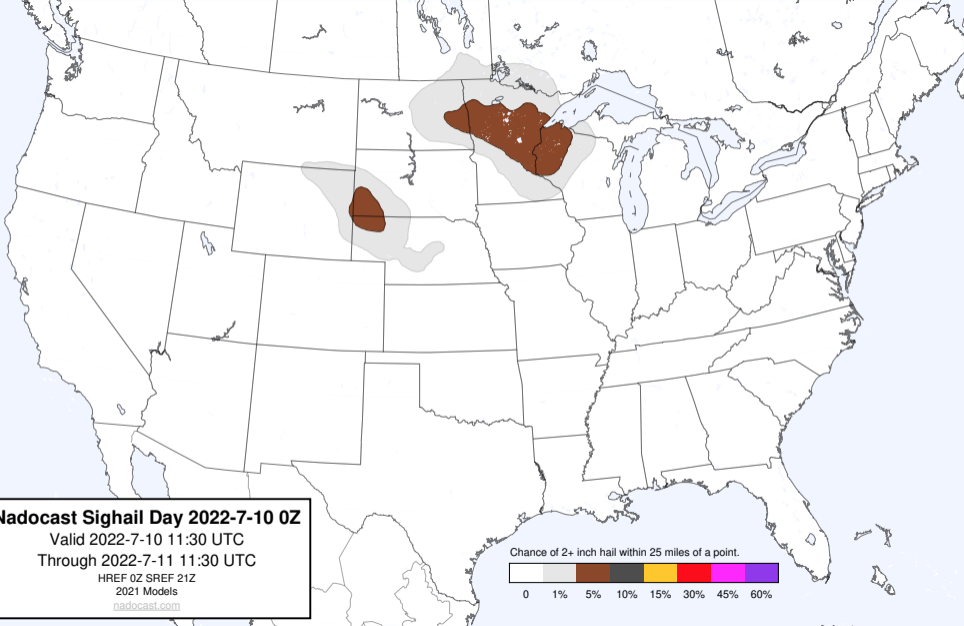 Nadocast Sighail Day 2022-7-10 0Z
Valid 2022-7-10 11:30 UTC
Through 2022-7-11 11:30 UTC
HREF 0Z SREF 21Z
2021 Models
nadocast.com
Chance of 2+ inch hail within 25 miles of a point.
0 1% 5% 10% 15% 30% 45% 60%